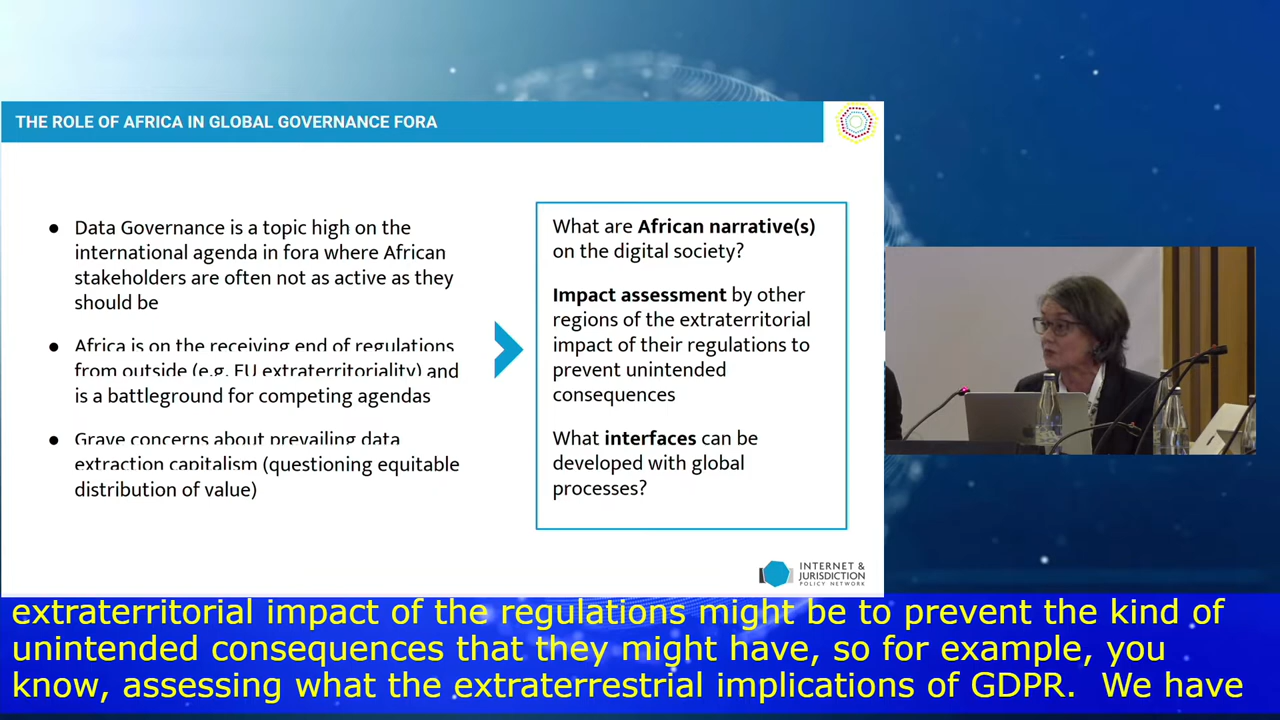 THE ROLE OF AFRICA IN GLOBAL GOVERNANCE FORA
● Data Governance is a topic high on the
international agenda in fora where African
stakeholders are often not as active as they
should be
● Africa is on the receiving end of regulations
from outside (e.g. EU extraterritoriality) and
is a battleground for competing agendas
● Grave concerns about prevailing data
extraction capitalism (questioning equitable
distribution of value)
What are African narrative(s)
on the digital society?
Impact assessment by other
regions of the extraterritorial
impact of their regulations to
prevent unintended
consequences
What interfaces can be
developed with global
processes?
INTERNET &
JURISDICTION
POLICY NETWORK
extraterritorial impact of the regulations might be to prevent the kind of
unintended consequences that they might have, so for example, you
know, assessing what the extraterrestrial implications of GDPR.  We have